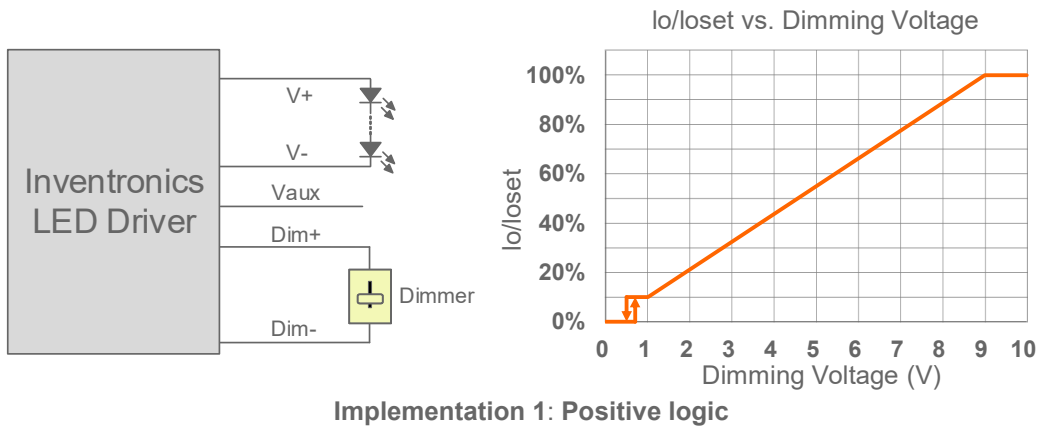 Inventronics
LED Driver
V+
V-
Vaux
Dim+
Dim-
Dimmer
Io/Ioset vs. Dimming Voltage
Io/Ioset
100%
80%
60%
40%
20%
0%
0 1 2 3 4 5 6 7 8 9 10
Dimming Voltage (V)
Implementation 1: Positive logic